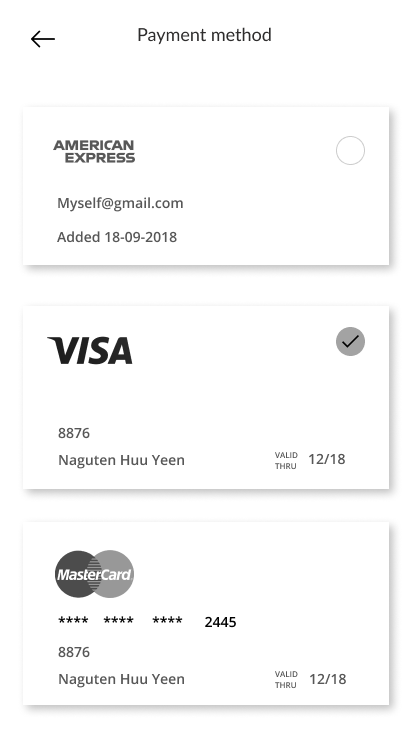 Payment method
AMERICAN
EXPRESS
Myself@gmail.com
Added 18-09-2018
VISA
8876
Naguten Huu Yeen
VALID
THRU
12/18
MasterCard
**** **** **** 2445
8876
Naguten Huu Yeen
VALID
THRU
12/18